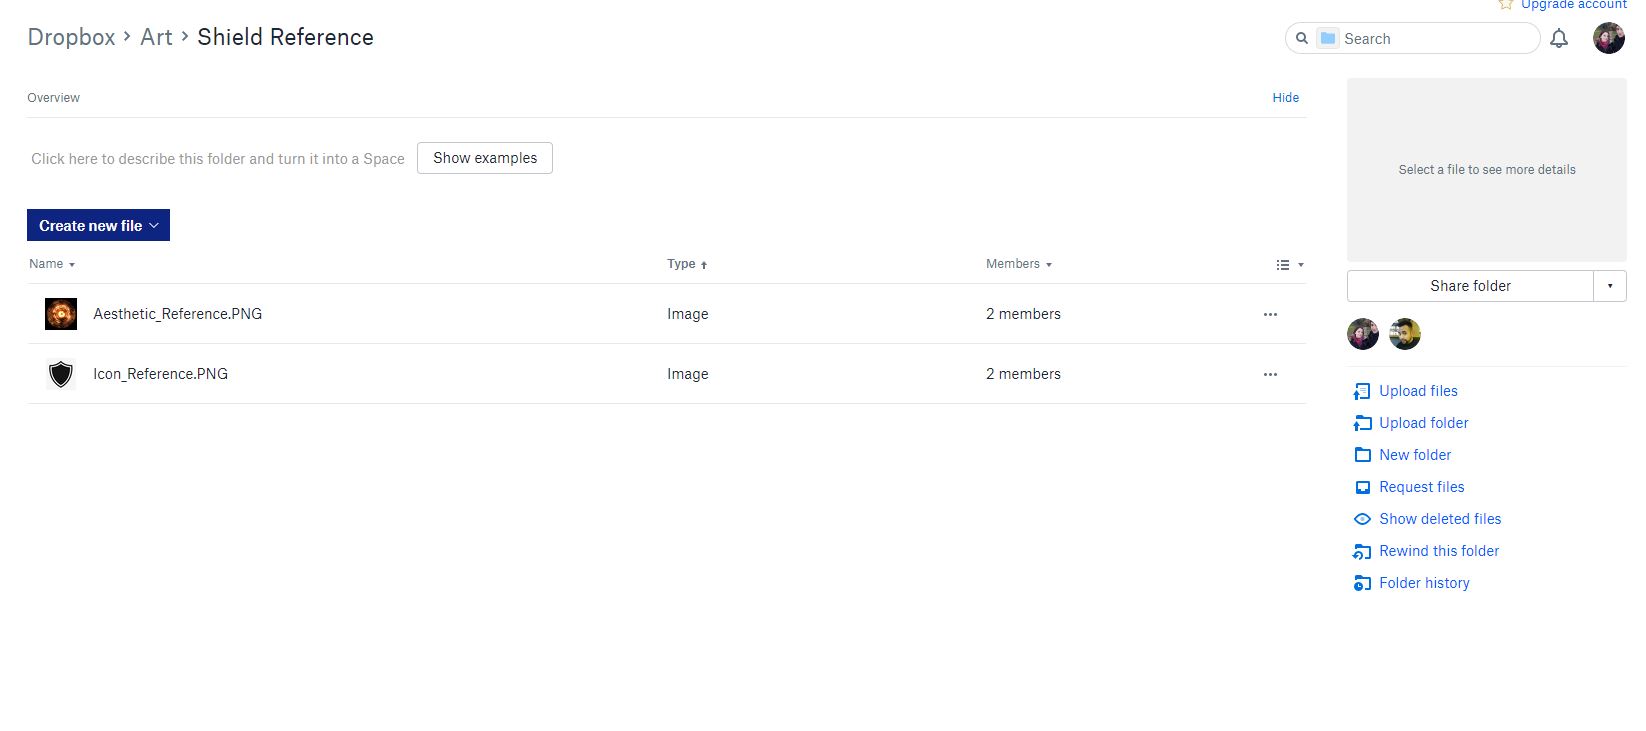 Upgrade account
Dropbox › Art › Shield Reference
Search
Overview
Hide
Click here to describe this folder and turn it into a Space
Show examples
Select a file to see more details
Create new file
Name
Type
Members
Share folder
Aesthetic_Reference.PNG
Image
2 members
Icon_Reference.PNG
Image
2 members
Upload files
Upload folder
New folder
Request files
Show deleted files
Rewind this folder
Folder history